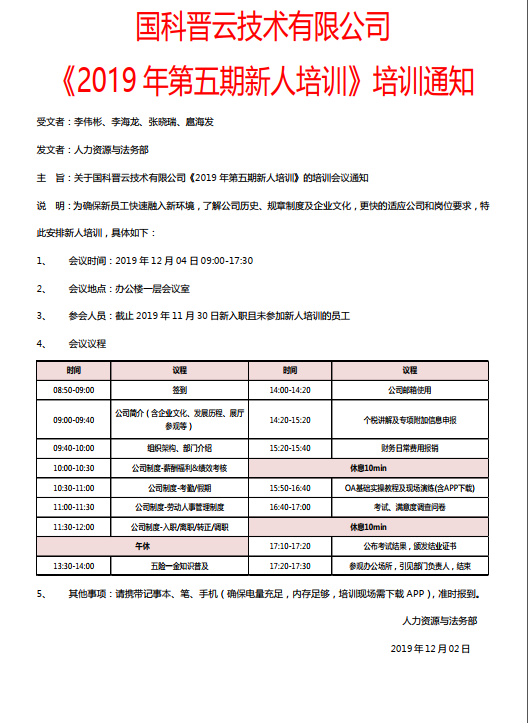 国科晋云技术有限公司
《2019 年第五期新人培训》培训通知
受文者：李伟彬、李海龙、张晓瑞、扈海发
发文者：人力资源与法务部
主 旨：关于国科晋云技术有限公司《2019 年第五期新人培训》的培训会议通知
说 明：为确保新员工快速融入新环境，了解公司历史、规章制度及企业文化，更快的适应公司和岗位要求，特
此安排新人培训，具体如下：
1、 会议时间：2019 年 12 月 04 日 09:00-17:30
2、 会议地点：办公楼一层会议室
3、 参会人员：截止 2019 年 11 月 30 日新入职且未参加新人培训的员工
4、 会议议程
时间 议程 时间 议程
08:50-09:00 签到 14:00-14:20 公司邮箱使用
09:00-09:40 公司简介（含企业文化、发展历程、展厅
参观等） 14:20-15:20 个税讲解及专项附加信息申报
09:40-10:00 组织架构、部门介绍 15:20-15:40 财务日常费用报销
10:00-10:30 公司制度-薪酬福利&绩效考核 休息10min
10:30-11:00 公司制度-考勤/假期 15:50-16:40 OA基础实操教程及现场演练(含APP下载)
11:00-11:30 公司制度-劳动人事管理制度 16:40-17:00 考试、满意度调查问卷
11:30-12:00 公司制度-入职/离职/转正/调职 休息10min
午休 17:10-17:20 公布考试结果，颁发结业证书
13:30-14:00 五险一金知识普及 17:20-17:30 参观办公场所，引见部门负责人，结束
5、 其他事项：请携带记事本、笔、手机（确保电量充足，内存足够，培训现场需下载 APP），准时报到。
人力资源与法务部
2019 年 12 月 02 日